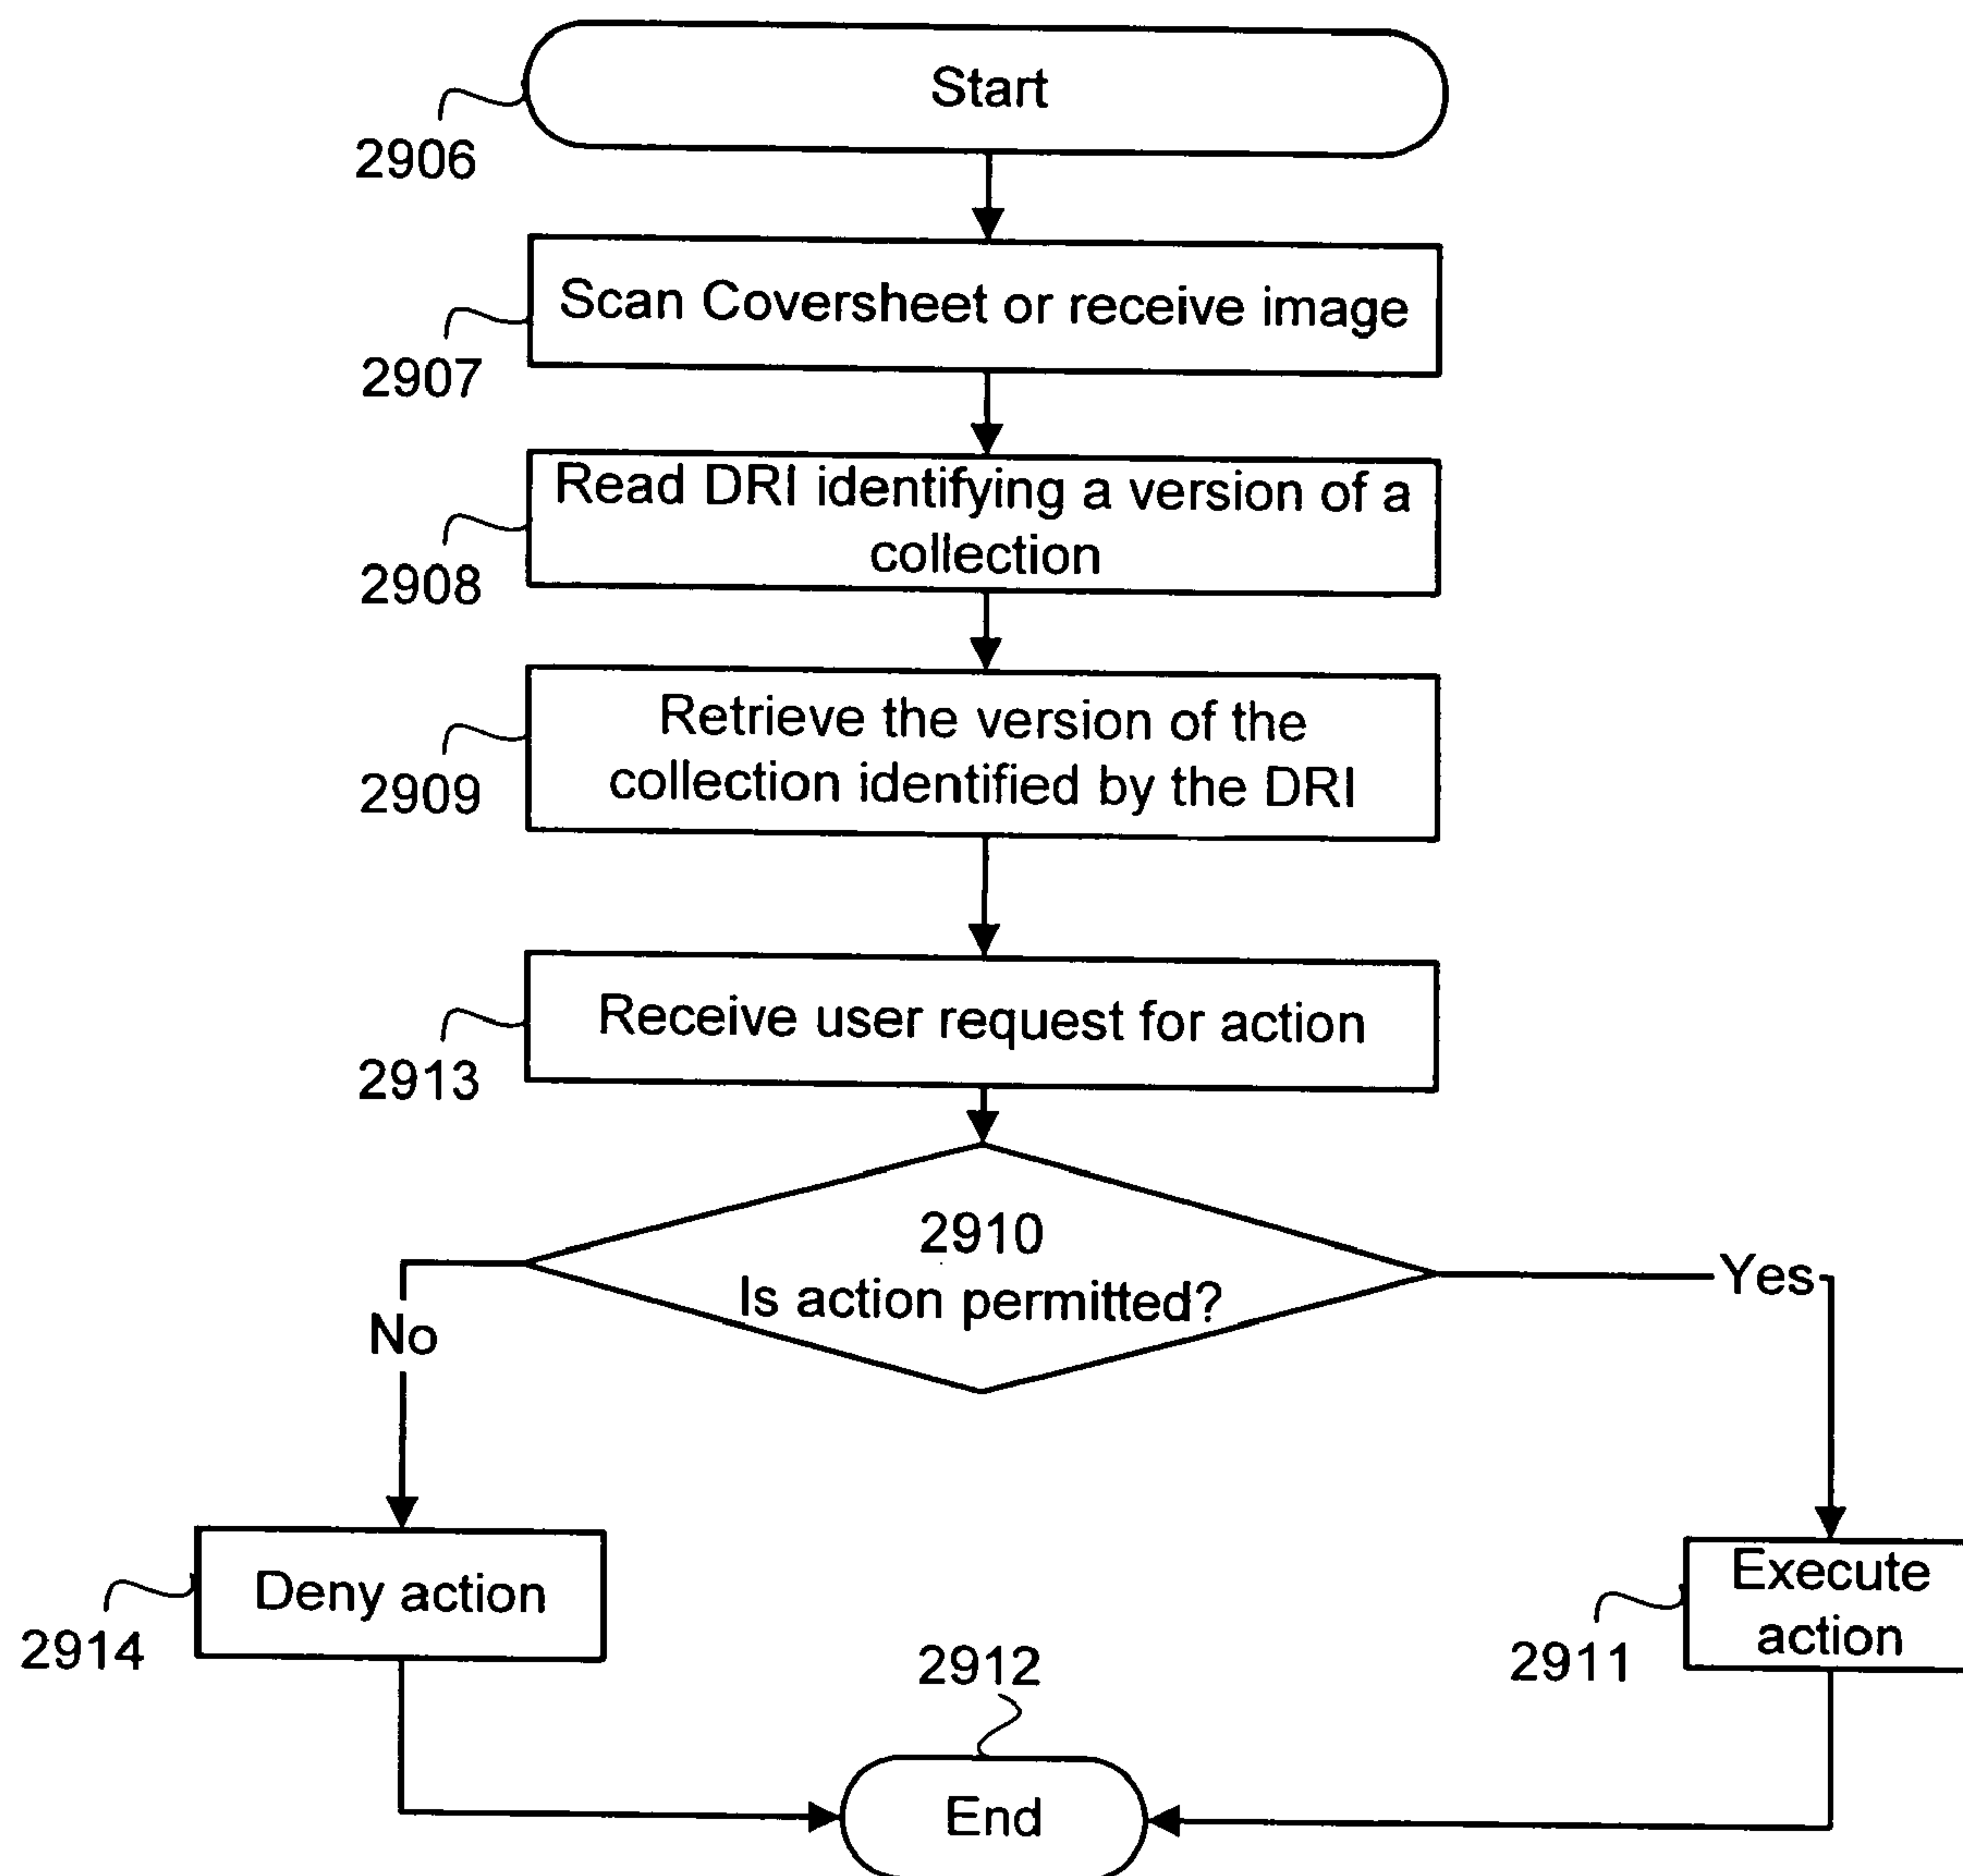 Start
2906
Scan Coversheet or receive image
2907
Read DRI identifying a version of a
collection
2908
Retrieve the version of the
collection identified by the DRI
2909
Receive user request for action
2913
2910
Is action permitted?
No
Yes
Deny action
2914
Execute
action
2911
2912
End